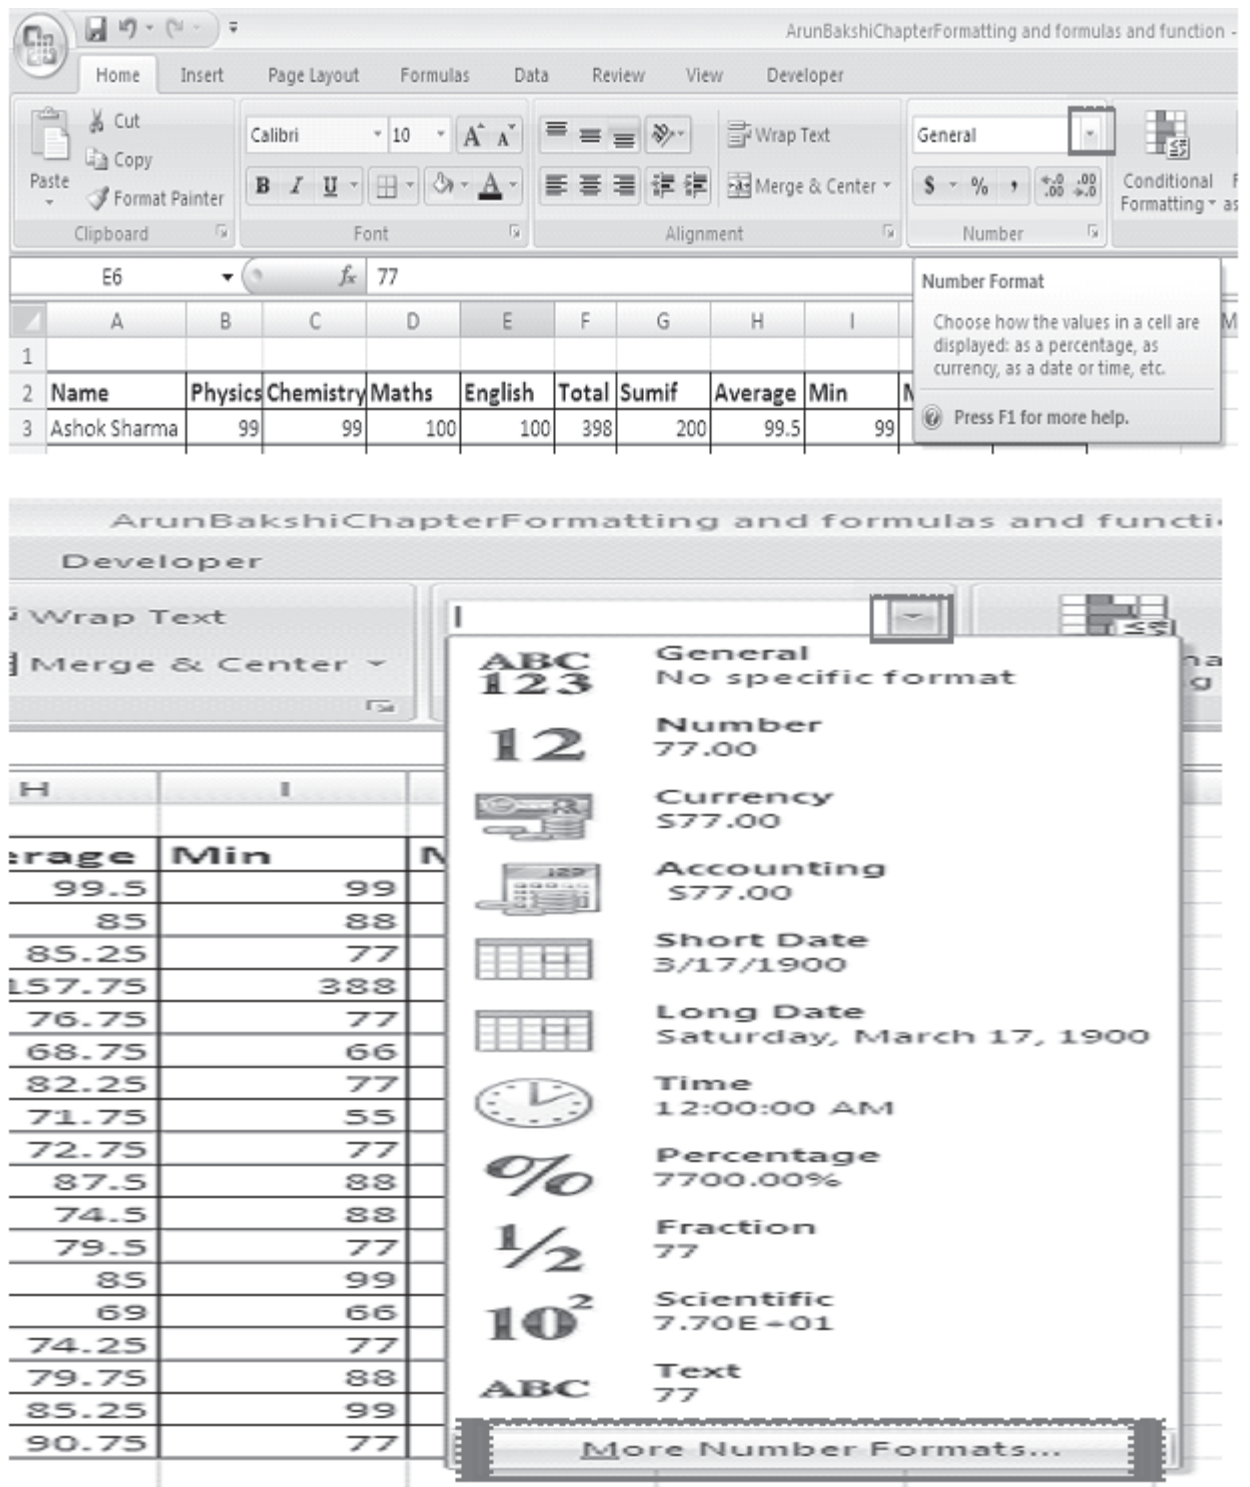 ArunBakshiChapterFormatting and formulas and function -
Home Insert Page Layout Formulas Data Review View Developer
Cut
Copy
Paste
Format Painter
Clipboard
Calibri 10 A A
B I U A
Font
Wrap Text
Merge & Center
Alignment
General
$ % , .0 .00 .00 .0
Number
Conditional
Formatting as
E6 fx 77
Number Format
Choose how the values in a cell are
displayed: as a percentage, as
currency, as a date or time, etc.
Press F1 for more help.
A B C D E F G H I M
1
2 Name Physics Chemistry Maths English Total Sumif Average Min
3 Ashok Sharma 99 99 100 100 398 200 99.5 99
ArunBakshiChapterFormatting and formulas and functi
Developer
Wrap Text
Merge & Center
H I
erage Min
99.5 99
85 88
85.25 77
157.75 388
76.75 77
68.75 66
82.25 77
71.75 55
72.75 77
87.5 88
74.5 88
79.5 77
85 99
69 66
74.25 77
79.75 88
85.25 99
90.75 77
ABC
123
General
No specific format
12
Number
77.00
Currency
$77.00
Accounting
$77.00
Short Date
3/17/1900
Long Date
Saturday, March 17, 1900
Time
12:00:00 AM
%
Percentage
7700.00%
1/2
Fraction
77
10²
Scientific
7.70E+01
ABC
Text
77
More Number Formats...